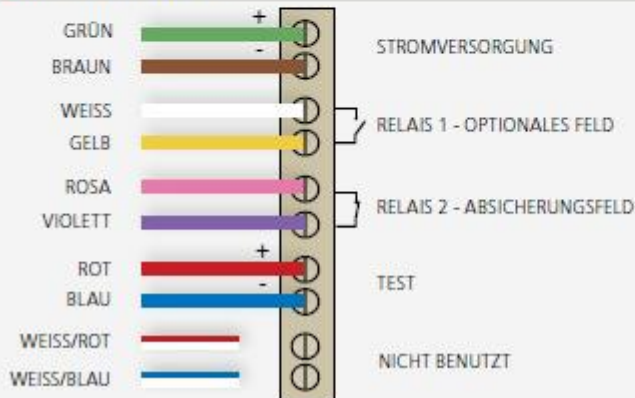 GRÜN + STROMVERSORGUNG
BRAUN -
WEISS RELAIS 1 - OPTIONALES FELD
GELB
ROSA RELAIS 2 - ABSICHERUNGSFELD
VIOLETT
ROT + TEST
BLAU -
WEISS/ROT NICHT BENUTZT
WEISS/BLAU